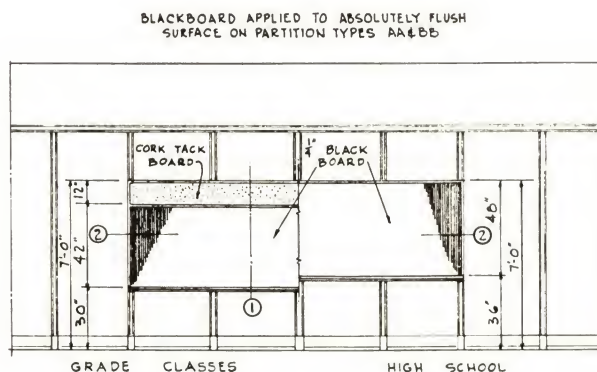 BLACKBOARD APPLIED TO ABSOLUTELY FLUSH
SURFACE ON PARTITION TYPES AA&BB
CORK TACK
BOARD
1/4" BLACK
BOARD
12"
42"
7'-0"
30"
2
1
2
48"
7'-0"
36"
GRADE CLASSES
HIGH SCHOOL